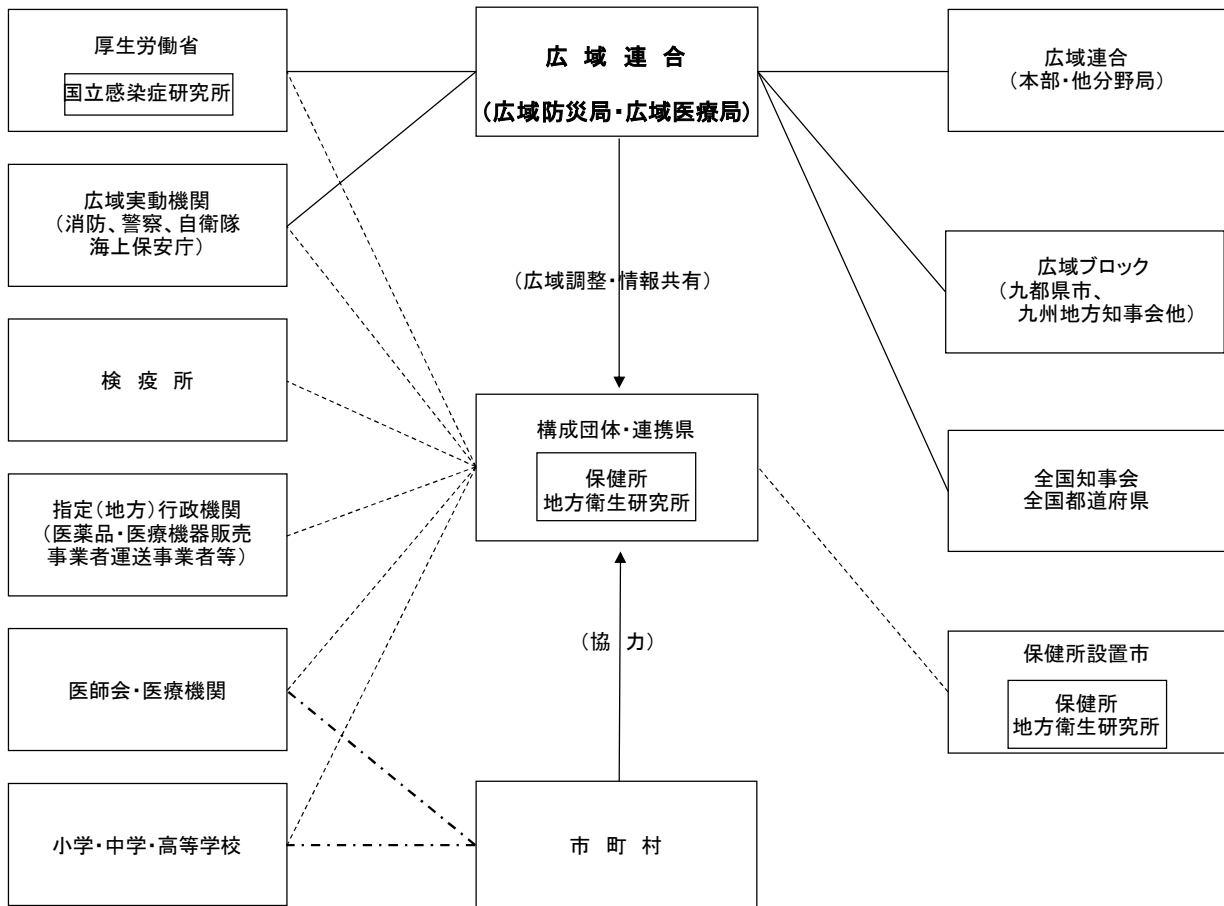 厚生労働省
国立感染症研究所
広域連合
(広域防災局・広域医療局)
広域連合
(本部・他分野局)
広域実動機関
(消防、警察、自衛隊
海上保安庁)
広域ブロック
(九都県市、
九州地方知事会他)
(広域調整・情報共有)
検疫所
構成団体・連携県
保健所
地方衛生研究所
全国知事会
全国都道府県
指定(地方)行政機関
(医薬品・医療機器販売
事業者運送事業者等)
(協力)
医師会・医療機関
保健所設置市
保健所
地方衛生研究所
小学・中学・高等学校
市町村